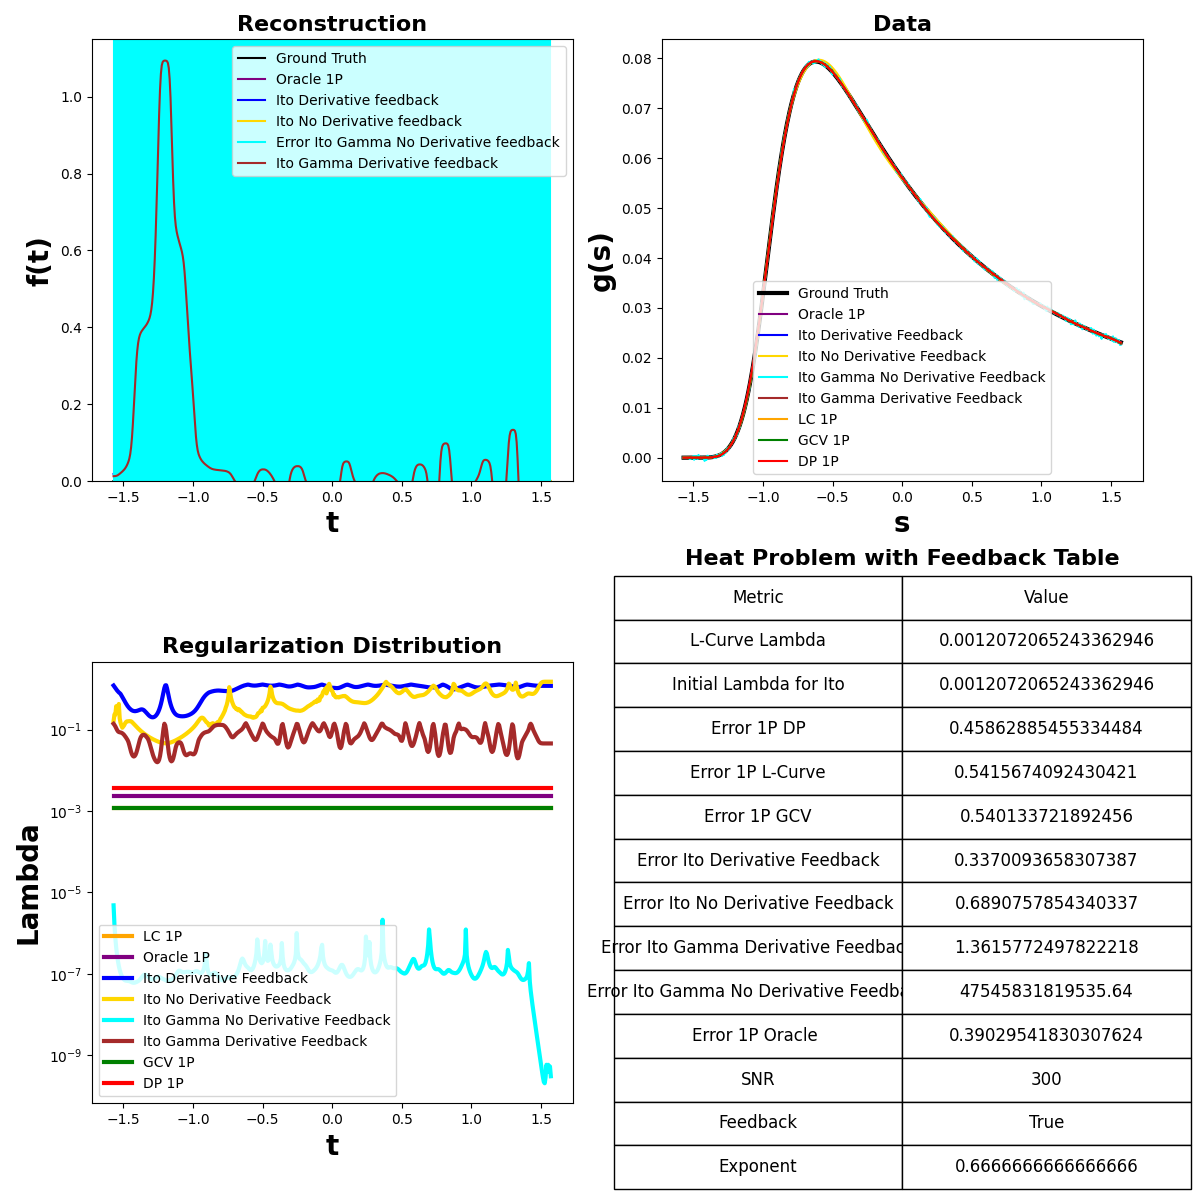 Reconstruction
f(t)
1.0
0.8
0.6
0.4
0.2
0.0
Ground Truth
Oracle 1P
Ito Derivative feedback
Ito No Derivative feedback
Error Ito Gamma No Derivative feedback
Ito Gamma Derivative feedback
−1.5 −1.0 −0.5 0.0 0.5 1.0 1.5
t
Data
g(s)
0.08
0.07
0.06
0.05
0.04
0.03
0.02
0.01
0.00
Ground Truth
Oracle 1P
Ito Derivative Feedback
Ito No Derivative Feedback
Ito Gamma No Derivative Feedback
Ito Gamma Derivative Feedback
LC 1P
GCV 1P
DP 1P
−1.5 −1.0 −0.5 0.0 0.5 1.0 1.5
s
Regularization Distribution
Lambda
10⁻¹
10⁻³
10⁻⁵
10⁻⁷
10⁻⁹
LC 1P
Oracle 1P
Ito Derivative Feedback
Ito No Derivative Feedback
Ito Gamma No Derivative Feedback
Ito Gamma Derivative Feedback
GCV 1P
DP 1P
−1.5 −1.0 −0.5 0.0 0.5 1.0 1.5
t
Heat Problem with Feedback Table
Metric Value
L-Curve Lambda 0.0012072065243362946
Initial Lambda for Ito 0.0012072065243362946
Error 1P DP 0.45862885455334484
Error 1P L-Curve 0.5415674092430421
Error 1P GCV 0.540133721892456
Error Ito Derivative Feedback 0.3370093658307387
Error Ito No Derivative Feedback 0.6890757854340337
Error Ito Gamma Derivative Feedbac 1.3615772497822218
Error Ito Gamma No Derivative Feedba 47545831819535.64
Error 1P Oracle 0.39029541830307624
SNR 300
Feedback True
Exponent 0.6666666666666666